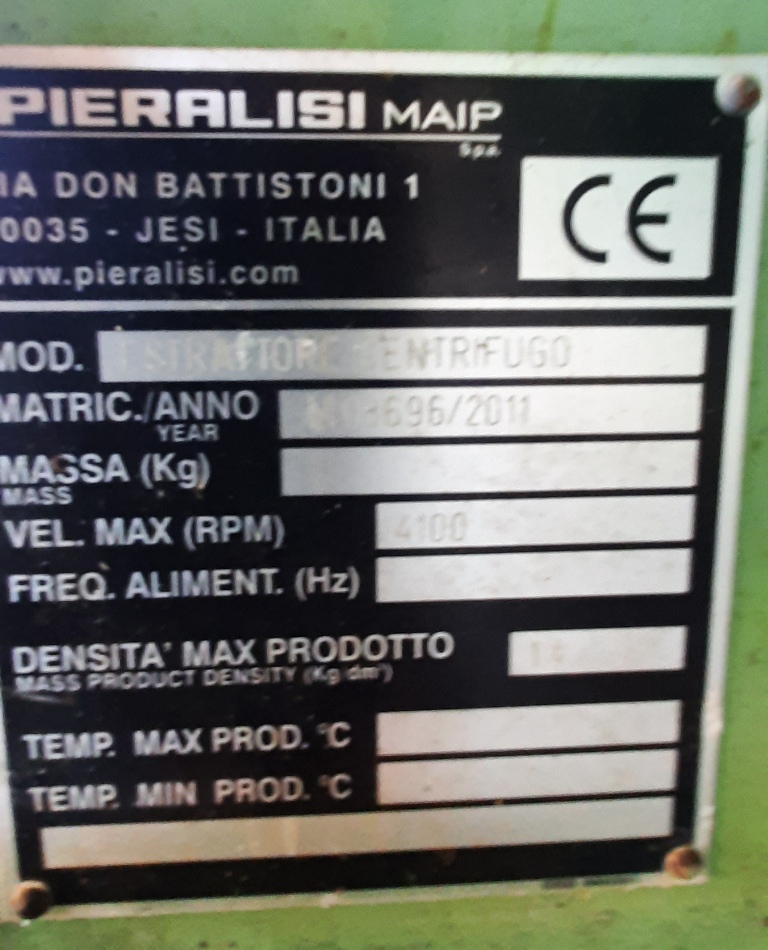 PIERALISI MAIP
S.p.a.
IA DON BATTISTONI 1
0035 - JESI - ITALIA
www.pieralisi.com
CE
MOD. ESTRATTORE CENTRIFUGO
MATRIC./ANNO 696/2011
YEAR
MASSA (Kg)
MASS
VEL. MAX (RPM) 4100
FREQ. ALIMENT. (Hz)
DENSITA' MAX PRODOTTO
MASS PRODUCT DENSITY (Kg/dm³)
TEMP. MAX PROD. °C
TEMP. MIN PROD. °C